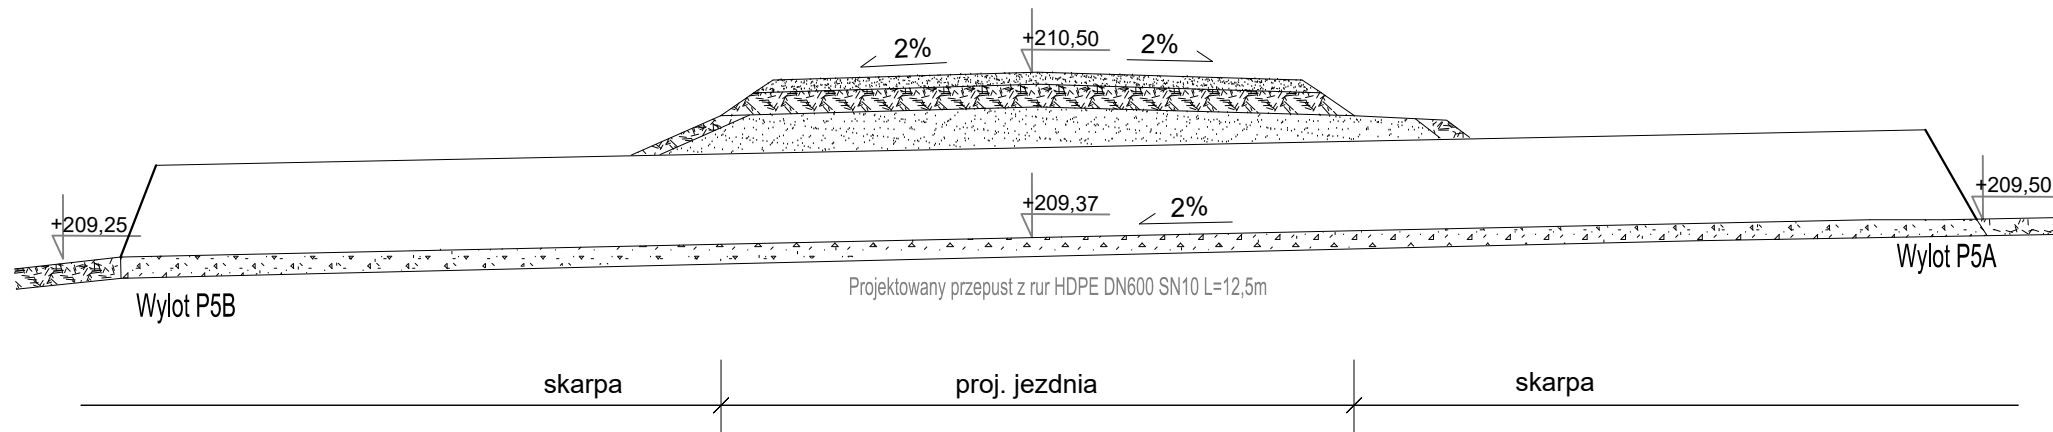 2%
+210,50
2%
+209,25
+209,37
2%
+209,50
Wylot P5B
Projektowany przepust z rur HDPE DN600 SN10 L=12,5m
Wylot P5A
skarpa
proj. jezdnia
skarpa